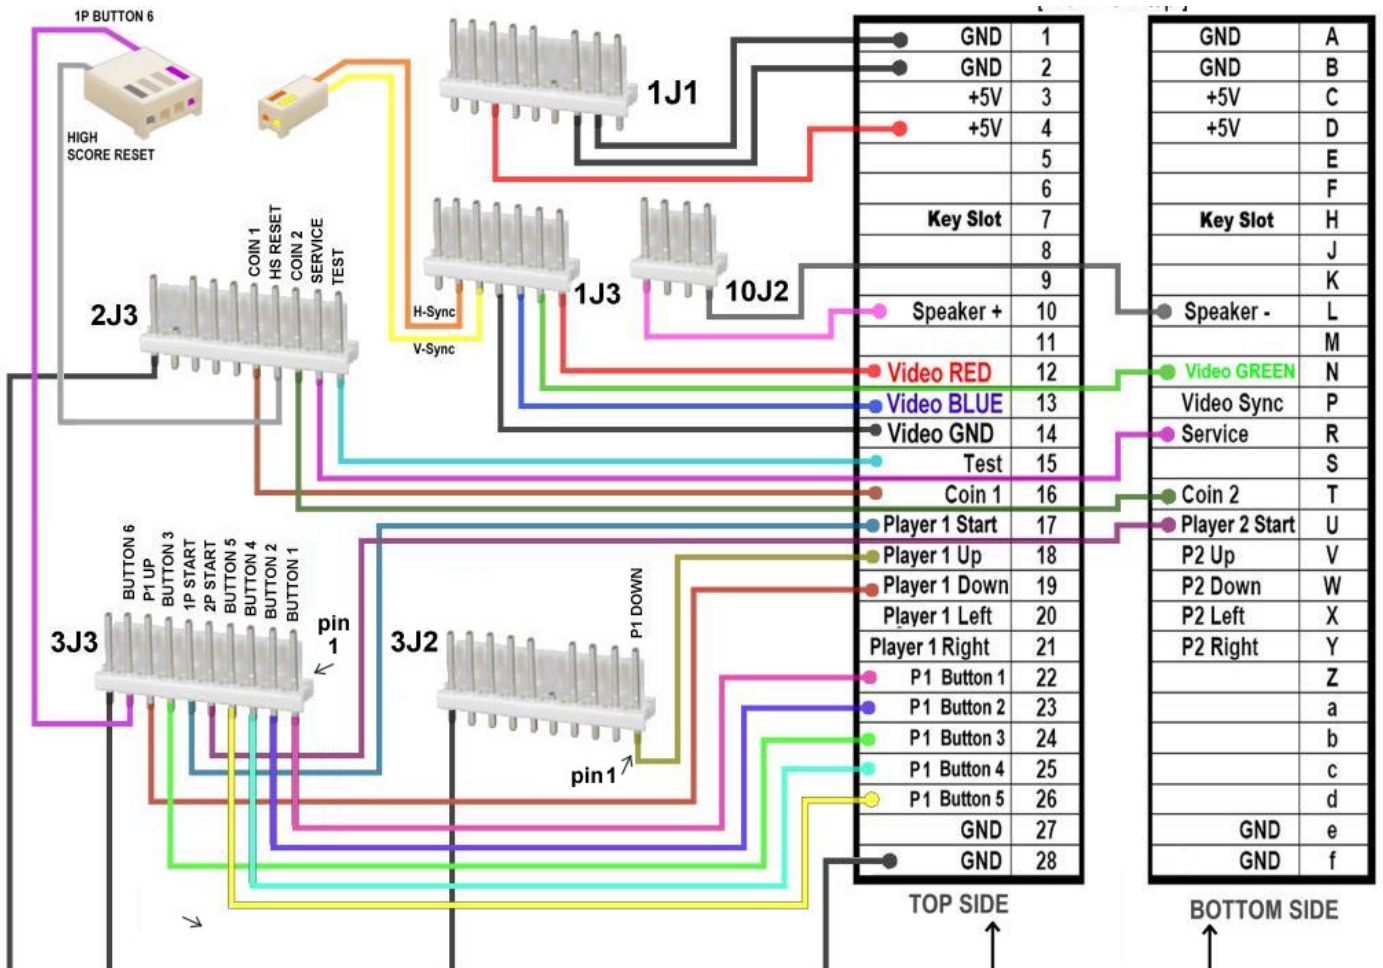 1P BUTTON 6
HIGH
SCORE RESET
1J1
H-Sync
V-Sync
1J3
10J2
2J3
COIN 1
HS RESET
COIN 2
SERVICE
TEST
3J3
BUTTON 6
P1 UP
BUTTON 3
1P START
2P START
BUTTON 5
BUTTON 4
BUTTON 2
BUTTON 1
pin
1
3J2
P1 DOWN
pin 1
GND 1
GND 2
+5V 3
+5V 4
5
6
Key Slot 7
8
9
Speaker + 10
11
Video RED 12
Video BLUE 13
Video GND 14
Test 15
Coin 1 16
Player 1 Start 17
Player 1 Up 18
Player 1 Down 19
Player 1 Left 20
Player 1 Right 21
P1 Button 1 22
P1 Button 2 23
P1 Button 3 24
P1 Button 4 25
P1 Button 5 26
GND 27
GND 28
TOP SIDE
GND A
GND B
+5V C
+5V D
E
F
Key Slot H
J
K
Speaker - L
M
Video GREEN N
Video Sync P
Service R
S
Coin 2 T
Player 2 Start U
P2 Up V
P2 Down W
P2 Left X
P2 Right Y
Z
a
b
c
d
GND e
GND f
BOTTOM SIDE